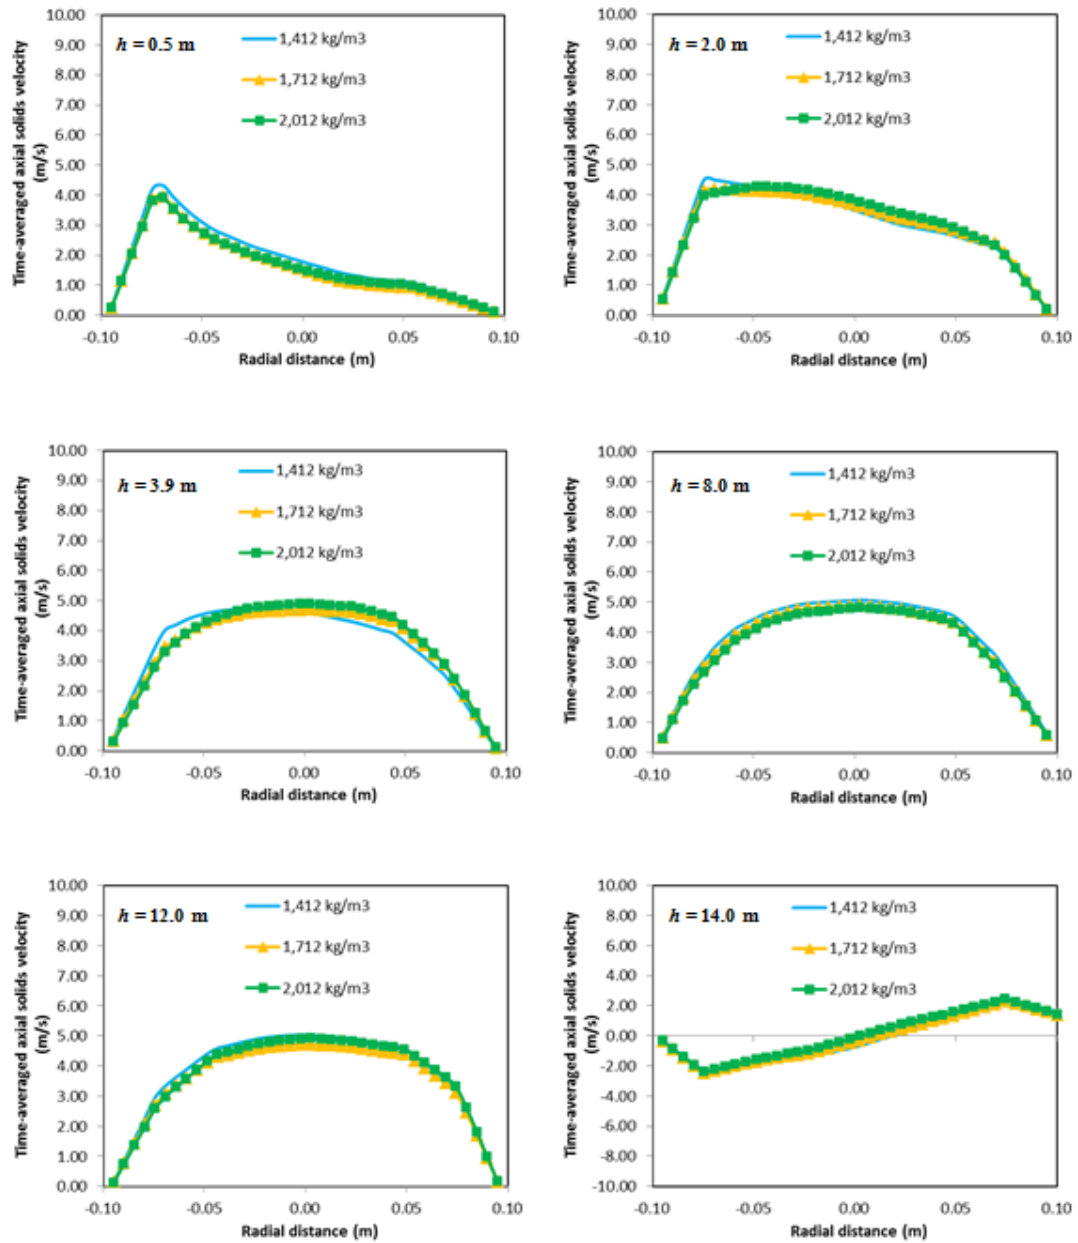 Time-averaged axial solids velocity
(m/s)
10.00
9.00
8.00
7.00
6.00
5.00
4.00
3.00
2.00
1.00
0.00
h = 0.5 m
1,412 kg/m3
1,712 kg/m3
2,012 kg/m3
-0.10
-0.05
0.00
0.05
0.10
Radial distance (m)
Time-averaged axial solids velocity
(m/s)
10.00
9.00
8.00
7.00
6.00
5.00
4.00
3.00
2.00
1.00
0.00
h = 2.0 m
1,412 kg/m3
1,712 kg/m3
2,012 kg/m3
-0.10
-0.05
0.00
0.05
0.10
Radial distance (m)
Time-averaged axial solids velocity
(m/s)
10.00
9.00
8.00
7.00
6.00
5.00
4.00
3.00
2.00
1.00
0.00
h = 3.9 m
1,412 kg/m3
1,712 kg/m3
2,012 kg/m3
-0.10
-0.05
0.00
0.05
0.10
Radial distance (m)
Time-averaged axial solids velocity
(m/s)
10.00
9.00
8.00
7.00
6.00
5.00
4.00
3.00
2.00
1.00
0.00
h = 8.0 m
1,412 kg/m3
1,712 kg/m3
2,012 kg/m3
-0.10
-0.05
0.00
0.05
0.10
Radial distance (m)
Time-averaged axial solids velocity
(m/s)
10.00
9.00
8.00
7.00
6.00
5.00
4.00
3.00
2.00
1.00
0.00
h = 12.0 m
1,412 kg/m3
1,712 kg/m3
2,012 kg/m3
-0.10
-0.05
0.00
0.05
0.10
Radial distance (m)
Time-averaged axial solids velocity
(m/s)
10.00
8.00
6.00
4.00
2.00
0.00
-2.00
-4.00
-6.00
-8.00
-10.00
h = 14.0 m
1,412 kg/m3
1,712 kg/m3
2,012 kg/m3
-0.10
-0.05
0.00
0.05
0.10
Radial distance (m)